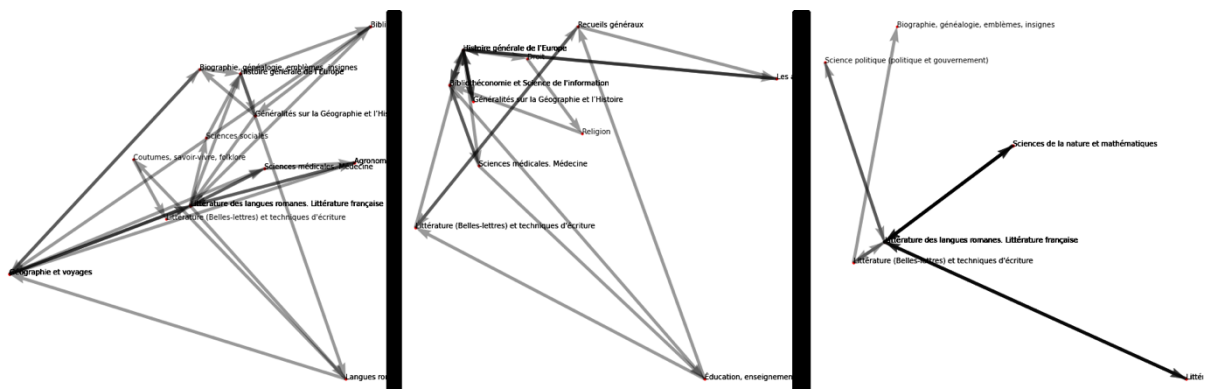 Bibli
Biographie, généalogie, emblèmes, insignes
Histoire générale de l'Europe
Généralités sur la Géographie et l'His
Sciences sociales
Coutumes, savoir-vivre, folklore
Agronom
Sciences médicales. Médecine
Littérature des langues romanes. Littérature française
Littérature (Belles-lettres) et techniques d'écriture
Géographie et voyages
Langues ro
Recueils généraux
Histoire générale de l'Europe
Droit
Les a
Bibliothéconomie et Science de l'information
Généralités sur la Géographie et l'Histoire
Religion
Sciences médicales. Médecine
Littérature (Belles-lettres) et techniques d'écriture
Éducation, enseignemen
Biographie, généalogie, emblèmes, insignes
Science politique (politique et gouvernement)
Sciences de la nature et mathématiques
Littérature des langues romanes. Littérature française
Littérature (Belles-lettres) et techniques d'écriture
Litté